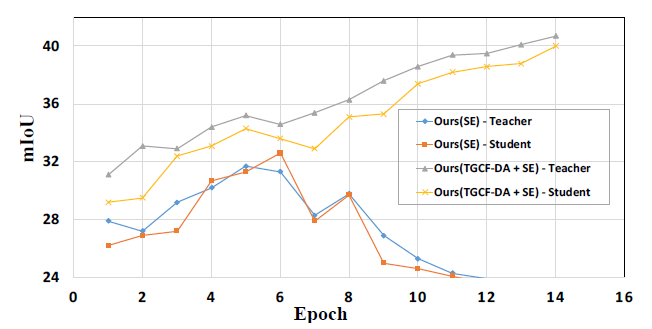 40
36
32
28
24
mIoU
Ours(SE) - Teacher
Ours(SE) - Student
Ours(TGCF-DA + SE) - Teacher
Ours(TGCF-DA + SE) - Student
0 2 4 6 8 10 12 14 16
Epoch